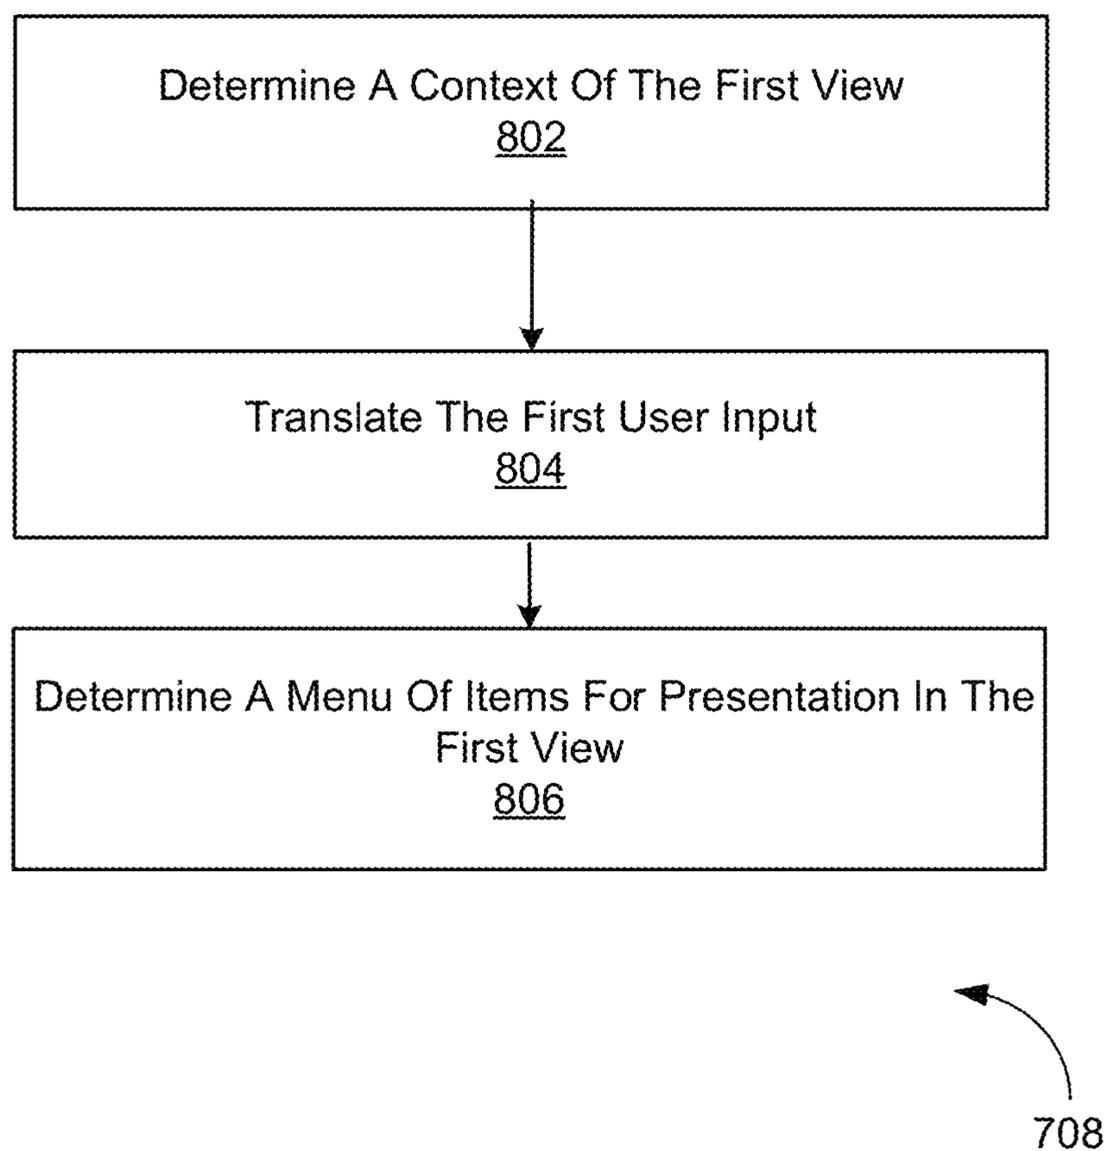 Determine A Context Of The First View
802
Translate The First User Input
804
Determine A Menu Of Items For Presentation In The
First View
806
708